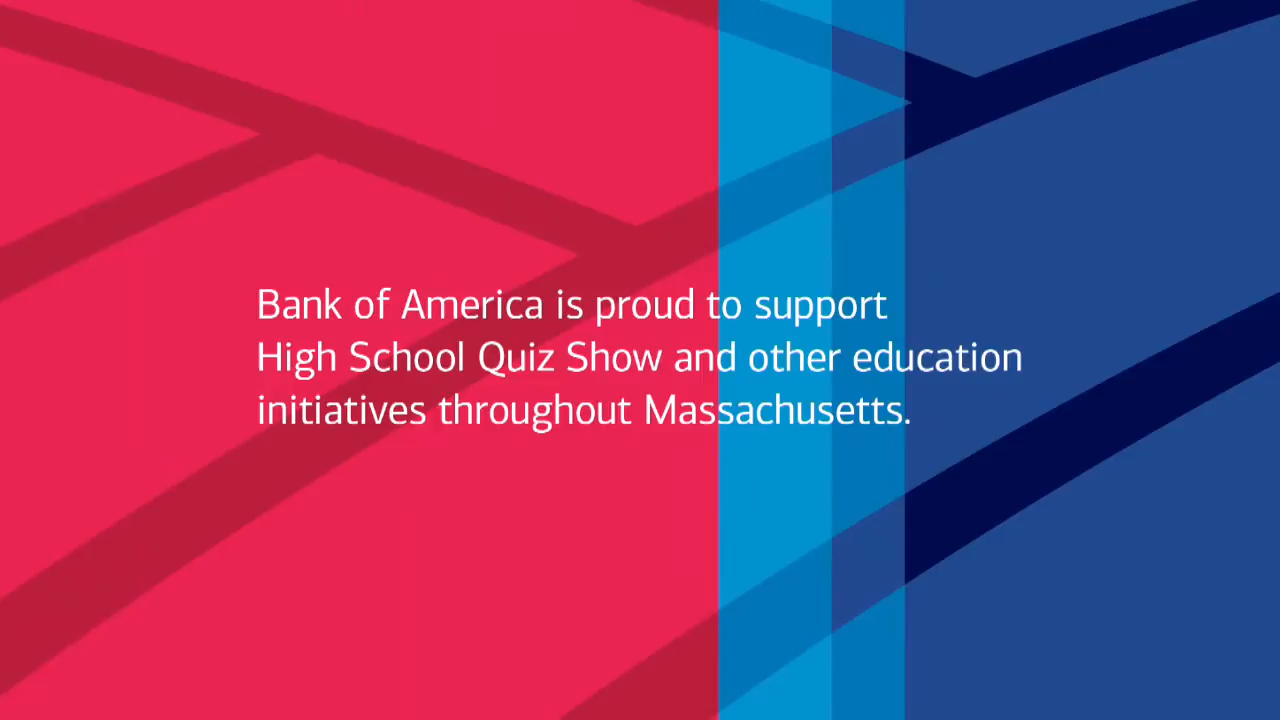 Bank of America is proud to support
High School Quiz Show and other education
initiatives throughout Massachusetts.